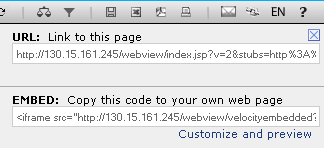 EN ?
URL: Link to this page
http://130.15.161.245/webview/index.jsp?v=2&stubs=http%3A%
EMBED: Copy this code to your own web page
<iframe src="http://130.15.161.245/webview/velocityembedded?
Customize and preview